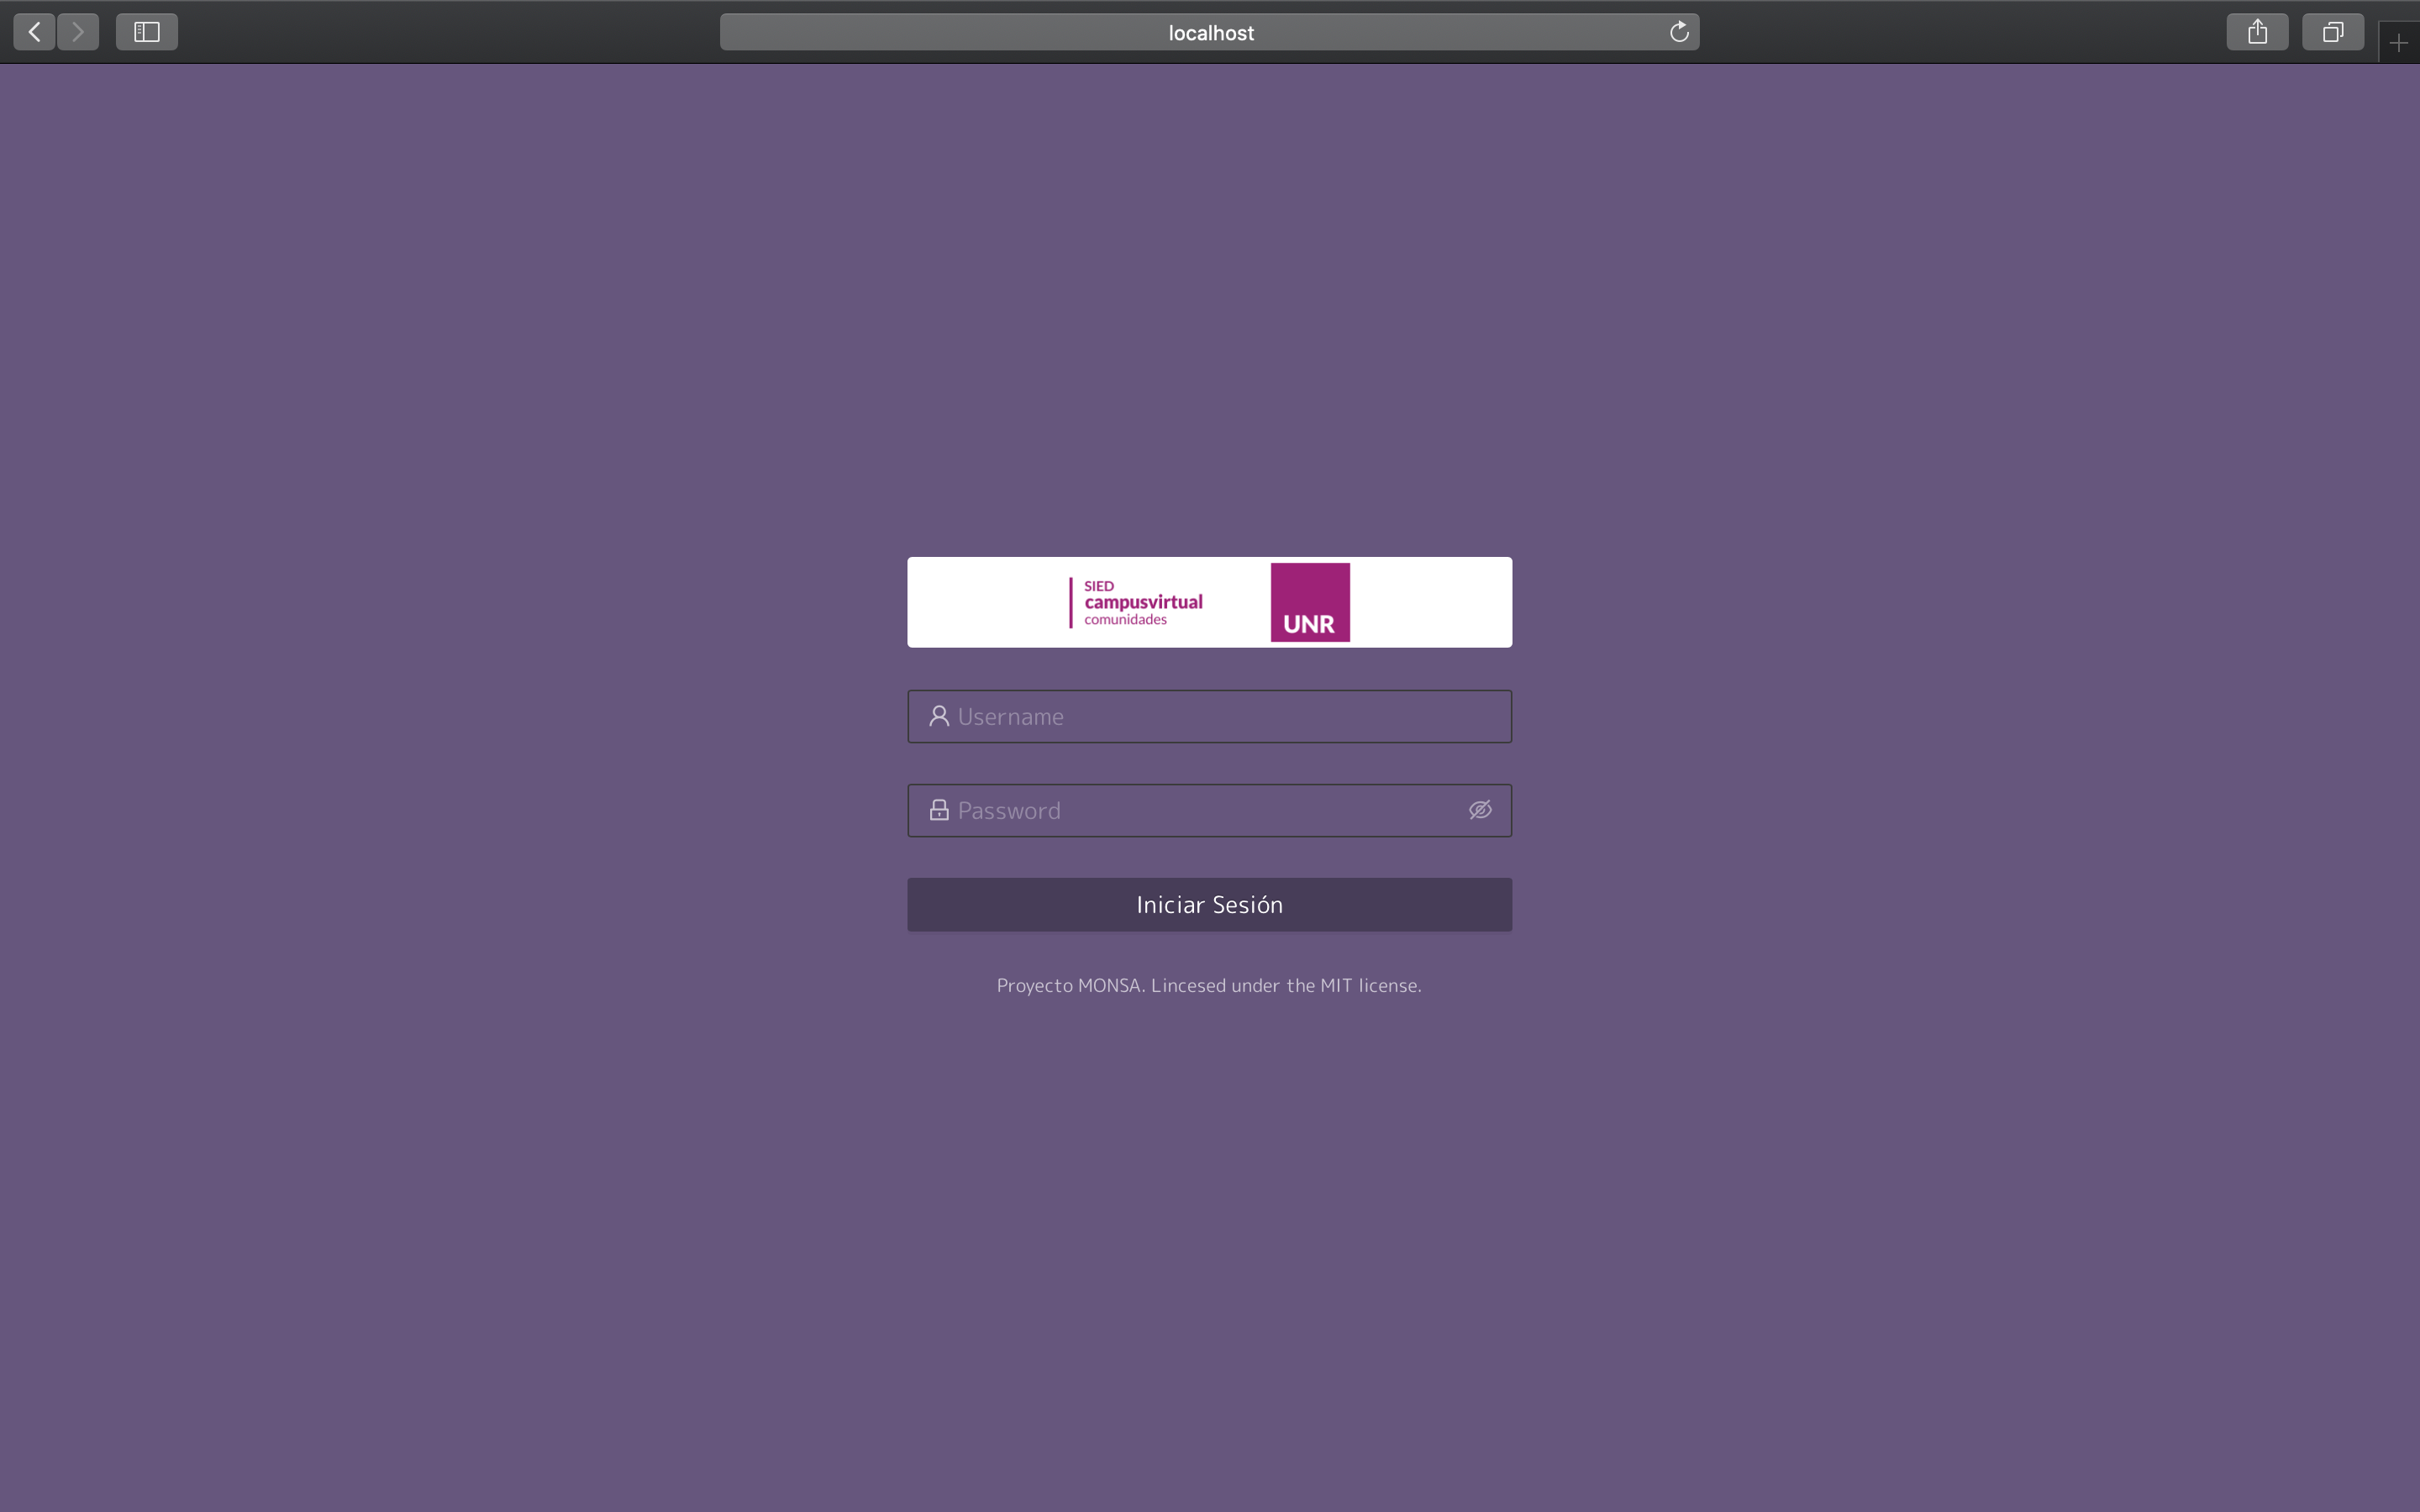 localhost
SIED
campusvirtual
comunidades
UNR
Username
Password
Iniciar Sesión
Proyecto MONSA. Lincesed under the MIT license.